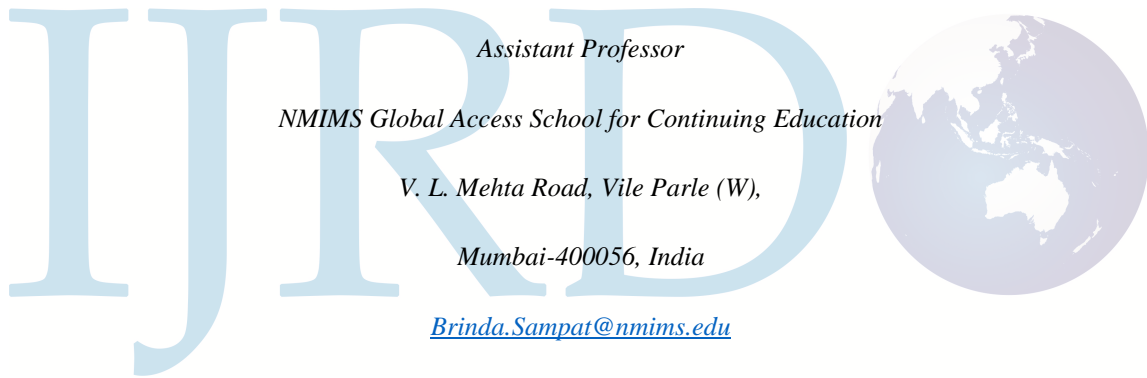 IJRD
Assistant Professor
NMIMS Global Access School for Continuing Education
V. L. Mehta Road, Vile Parle (W),
Mumbai-400056, India
Brinda.Sampat@nmims.edu